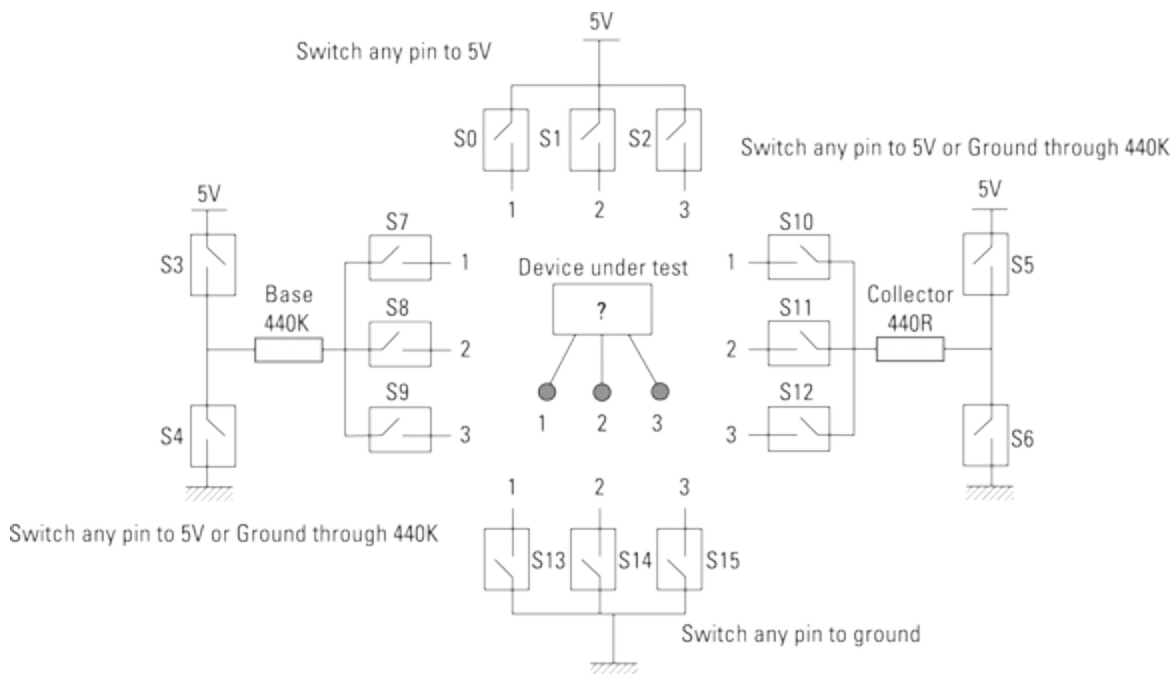 5V
Switch any pin to 5V
S0 S1 S2
Switch any pin to 5V or Ground through 440K
1 2 3
5V
5V
S7
S10
S3
1
Device under test
1
S5
Base
440K
?
Collector
440R
S8
S11
2
2
S9
S12
1 2 3
S4
3
3
S6
1 2 3
Switch any pin to 5V or Ground through 440K
S13 S14 S15
Switch any pin to ground